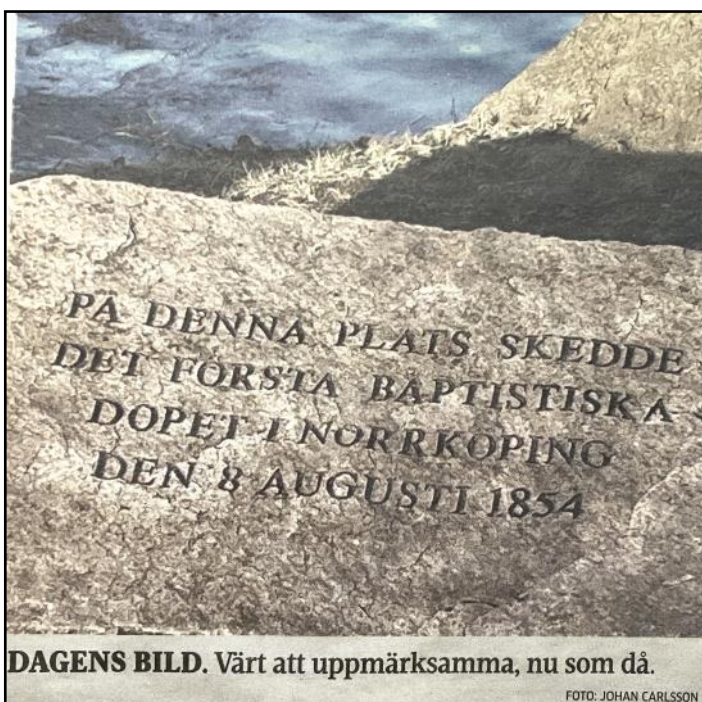 PÅ DENNA PLATS SKEDDE
DET FÖRSTA BAPTISTISKA
DOPET I NORRKÖPING
DEN 8 AUGUSTI 1854
DAGENS BILD. Värt att uppmärksamma, nu som då.
FOTO: JOHAN CARLSSON